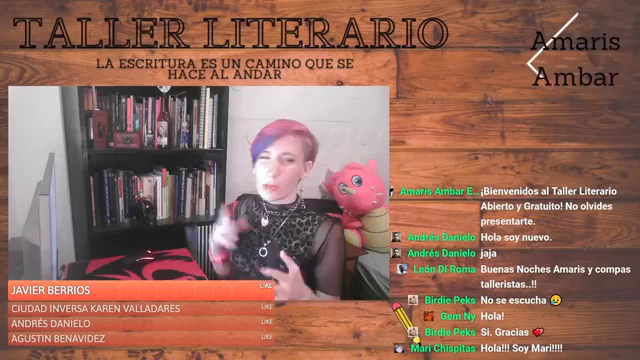 TALLER LITERARIO
LA ESCRITURA ES UN CAMINO QUE SE
HACE AL ANDAR
Amaris
Ambar
Amaris Ambar E... ¡Bienvenidos al Taller Literario
Abierto y Gratuito! No olvides
presentarte.
Andrés Danielo Hola soy nuevo.
Andrés Danielo jaja
León Di Roma Buenas Noches Amaris y compas
talleristas..!!
Birdie Peks No se escucha 😥
Gem Ny Hola!
Birdie Peks Si. Gracias 💋
Mari Chispitas Hola!!! Soy Mari!!!!
JAVIER BERRIOS LIKE
CIUDAD INVERSA KAREN VALLADARES LIKE
ANDRÉS DANIELO LIKE
AGUSTIN BENAVIDEZ LIKE